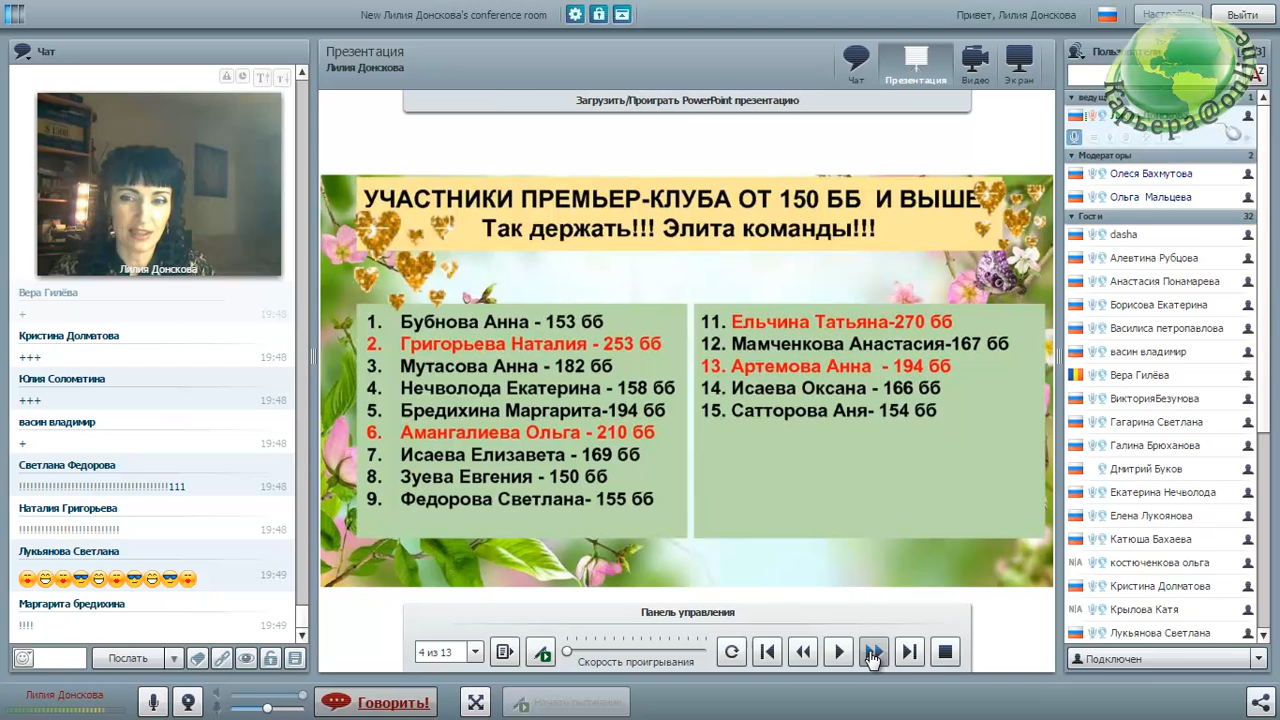 New Лилия Донскова's conference room
Привет, Лилия Донскова
Настройки
Выйти
Чат
Лилия Донскова
Вера Гилёва
+ 19:48
Кристина Долматова
+++ 19:48
Юлия Соломатина
+++ 19:48
васин владимир
+ 19:48
Светлана Федорова
!!!!!!!!!!!!!!!!!!!!!!!!!!!!!!!!!!!!!!!111 19:48
Наталия Григорьева
!!!!!!!!!!!!!!!!!!!!!!!!!! 19:48
Лукьянова Светлана
19:49
Маргарита бредихина
!!!! 19:49
Послать
Лилия Донскова
Говорить!
Презентация
Лилия Донскова
Чат
Презентация
Видео
Экран
Загрузить/Проиграть PowerPoint презентацию
УЧАСТНИКИ ПРЕМЬЕР-КЛУБА ОТ 150 ББ И ВЫШЕ
Так держать!!! Элита команды!!!
1. Бубнова Анна - 153 бб
2. Григорьева Наталия - 253 бб
3. Мутасова Анна - 182 бб
4. Нечволода Екатерина - 158 бб
5. Бредихина Маргарита-194 бб
6. Амангалиева Ольга - 210 бб
7. Исаева Елизавета - 169 бб
8. Зуева Евгения - 150 бб
9. Федорова Светлана- 155 бб
11. Ельчина Татьяна-270 бб
12. Мамченкова Анастасия-167 бб
13. Артемова Анна - 194 бб
14. Исаева Оксана - 166 бб
15. Сатторова Аня- 154 бб
Панель управления
4 из 13
Скорость проигрывания
карьера@online
ведущ 1
Модераторы 2
Олеся Бахмутова
Ольга Мальцева
Гости 32
dasha
Алевтина Рубцова
Анастасия Понамарева
Борисова Екатерина
Василиса петропавлова
васин владимир
Вера Гилёва
ВикторияБезумова
Гагарина Светлана
Галина Брюханова
Дмитрий Буков
Екатерина Нечволода
Елена Лукоянова
Катюша Бахаева
N/A костюченкова ольга
Кристина Долматова
N/A Крылова Катя
Лукьянова Светлана
Подключен